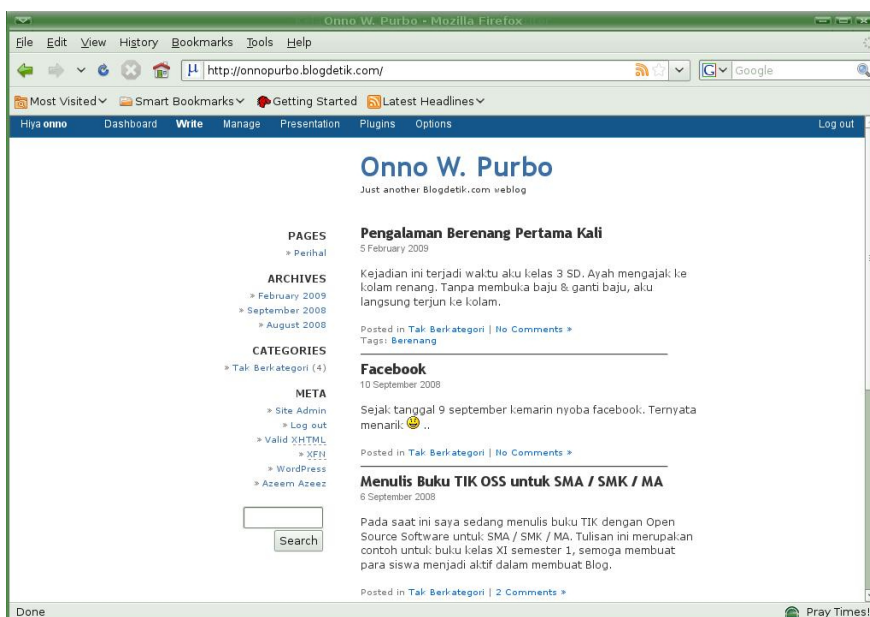 Onno W. Purbo - Mozilla Firefox
File Edit View History Bookmarks Tools Help
http://onnopurbo.blogdetik.com/
Google
Most Visited Smart Bookmarks Getting Started Latest Headlines
Hiya onno Dashboard Write Manage Presentation Plugins Options Log out
Onno W. Purbo
Just another Blogdetik.com weblog
PAGES
» Perihal
ARCHIVES
» February 2009
» September 2008
» August 2008
CATEGORIES
» Tak Berkategori (4)
META
» Site Admin
» Log out
» Valid XHTML
» XFN
» WordPress
» Azeem Azeez
Search
Pengalaman Berenang Pertama Kali
5 February 2009
Kejadian ini terjadi waktu aku kelas 3 SD. Ayah mengajak ke
kolam renang. Tanpa membuka baju & ganti baju, aku
langsung terjun ke kolam.
Posted in Tak Berkategori | No Comments »
Tags: Berenang
Facebook
10 September 2008
Sejak tanggal 9 september kemarin nyoba facebook. Ternyata
menarik ..
Posted in Tak Berkategori | No Comments »
Menulis Buku TIK OSS untuk SMA / SMK / MA
6 September 2008
Pada saat ini saya sedang menulis buku TIK dengan Open
Source Software untuk SMA / SMK / MA. Tulisan ini merupakan
contoh untuk buku kelas XI semester 1, semoga membuat
para siswa menjadi aktif dalam membuat Blog.
Posted in Tak Berkategori | 2 Comments »
Done Pray Times!